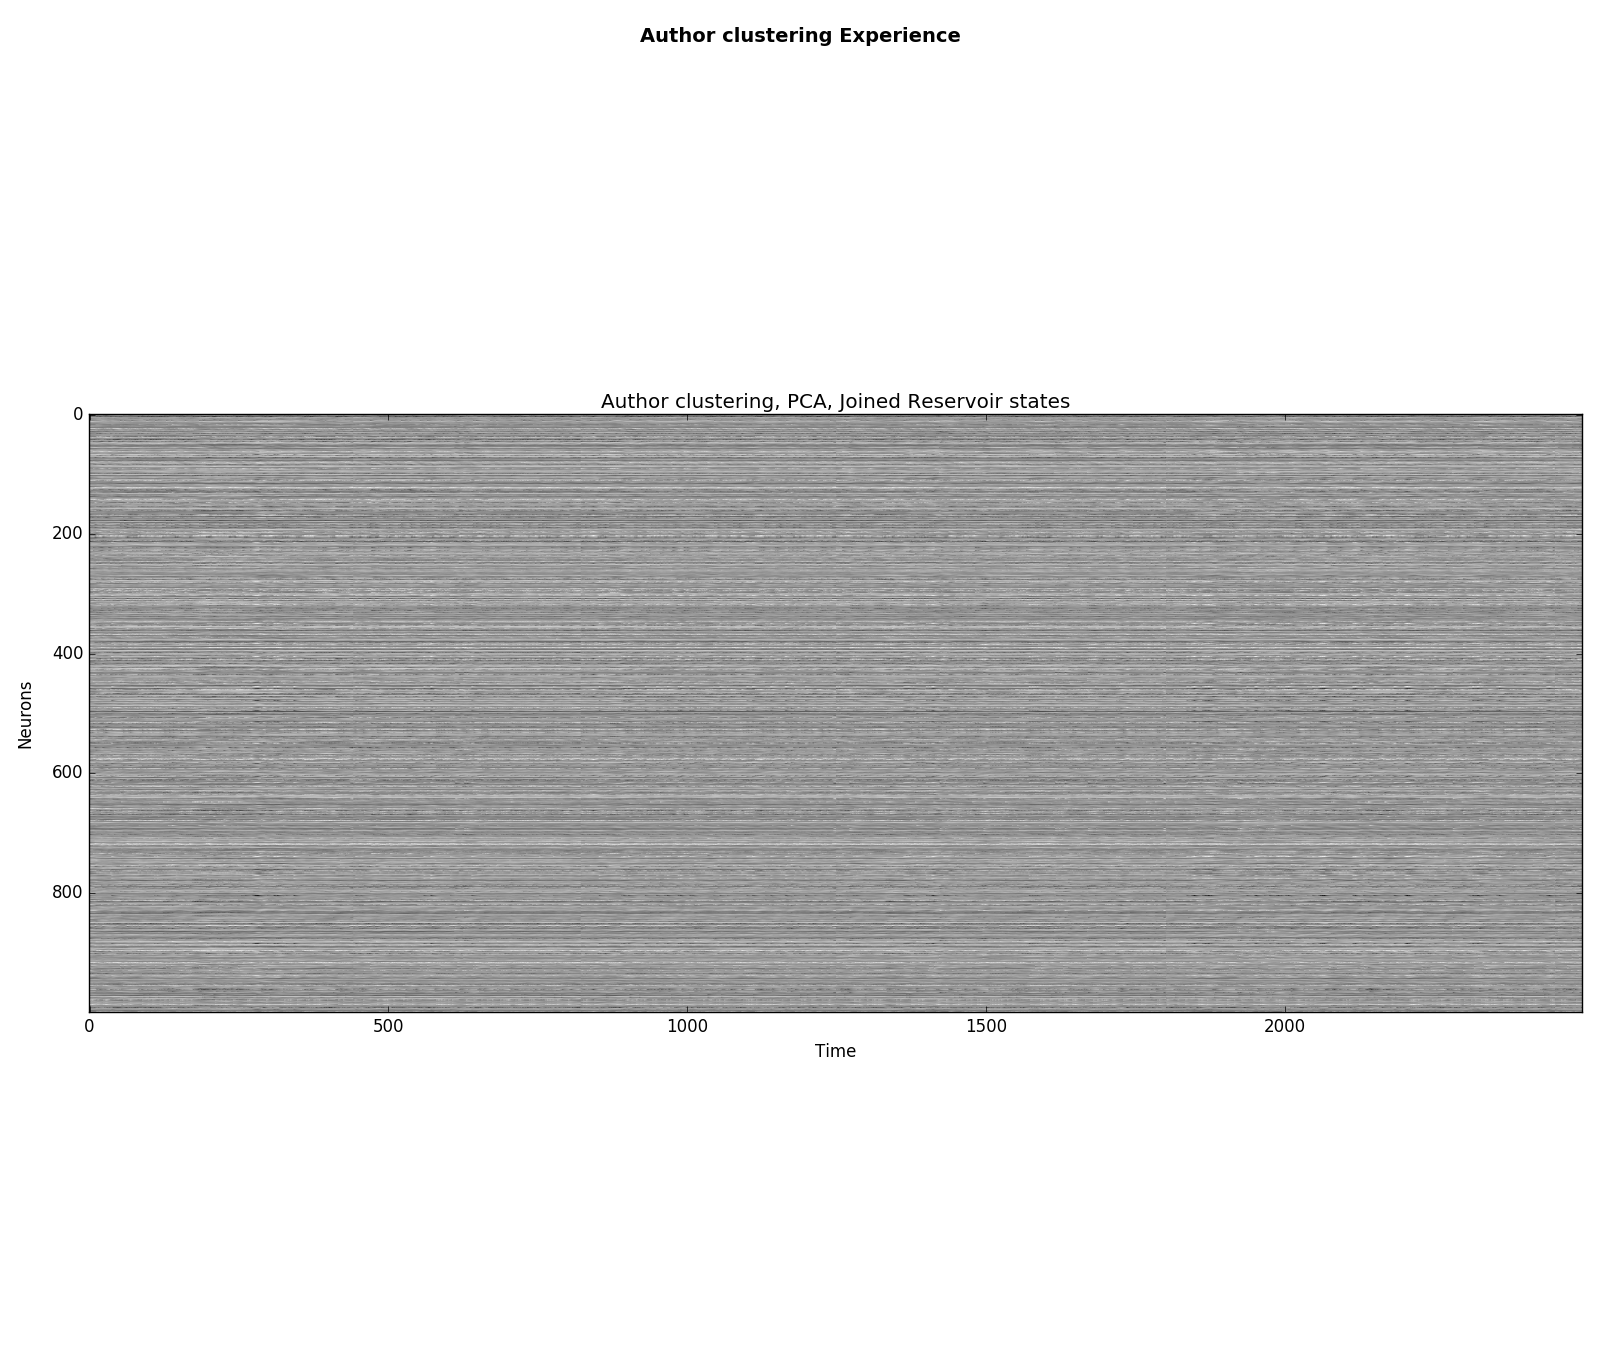 Author clustering Experience
Author clustering, PCA, Joined Reservoir states
0
200
400
600
800
Neurons
0 500 1000 1500 2000
Time